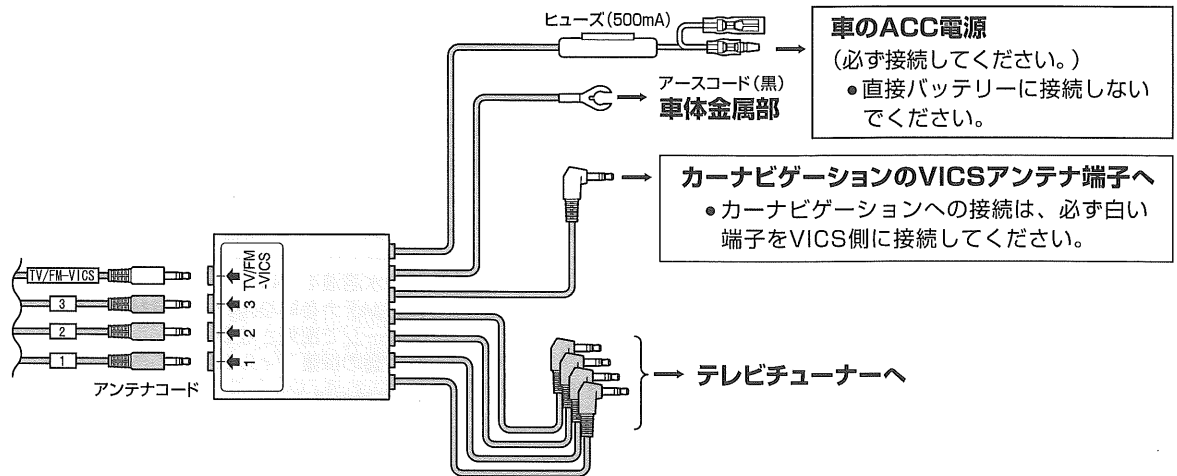 ヒューズ(500mA)
車のACC電源
(必ず接続してください。)
●直接バッテリーに接続しない
でください。
アースコード(黒)
車体金属部
カーナビゲーションのVICSアンテナ端子へ
●カーナビゲーションへの接続は、必ず白い
端子をVICS側に接続してください。
TV/FM-VICS
3
2
1
アンテナコード
TV/FM
-VICS
3
2
1
テレビチューナーへ